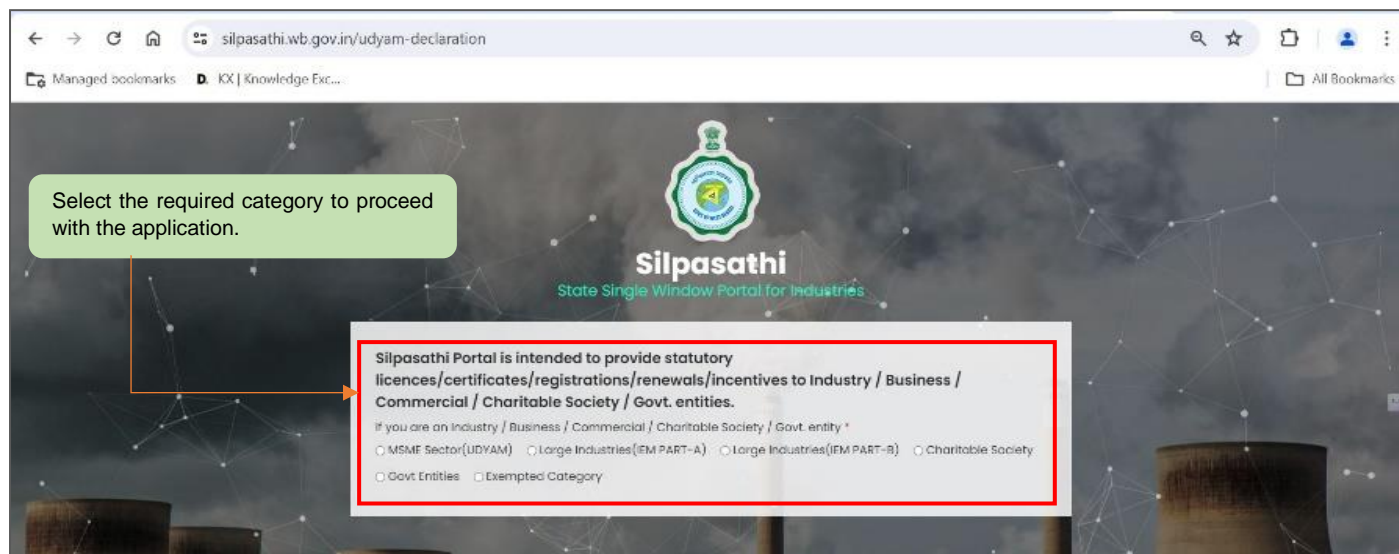 silpasathi.wb.gov.in/udyam-declaration
Managed bookmarks D. KX | Knowledge Exc... All Bookmarks
Select the required category to proceed
with the application.
Silpasathi
State Single Window Portal for Industries
Silpasathi Portal is intended to provide statutory
licences/certificates/registrations/renewals/incentives to Industry / Business /
Commercial / Charitable Society / Govt. entities.
If you are an Industry / Business / Commercial / Charitable Society / Govt. entity *
MSME Sector(UDYAM) Large Industries(IEM PART-A) Large Industries(IEM PART-B) Charitable Society
Govt Entities Exempted Category